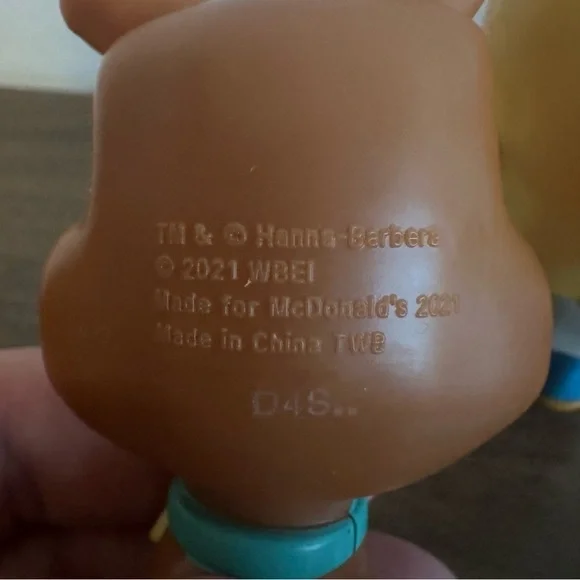 TM & © Hanna-Barbera
© 2021 WBEI
Made for McDonald's 2021
Made in China TWB
D4S..